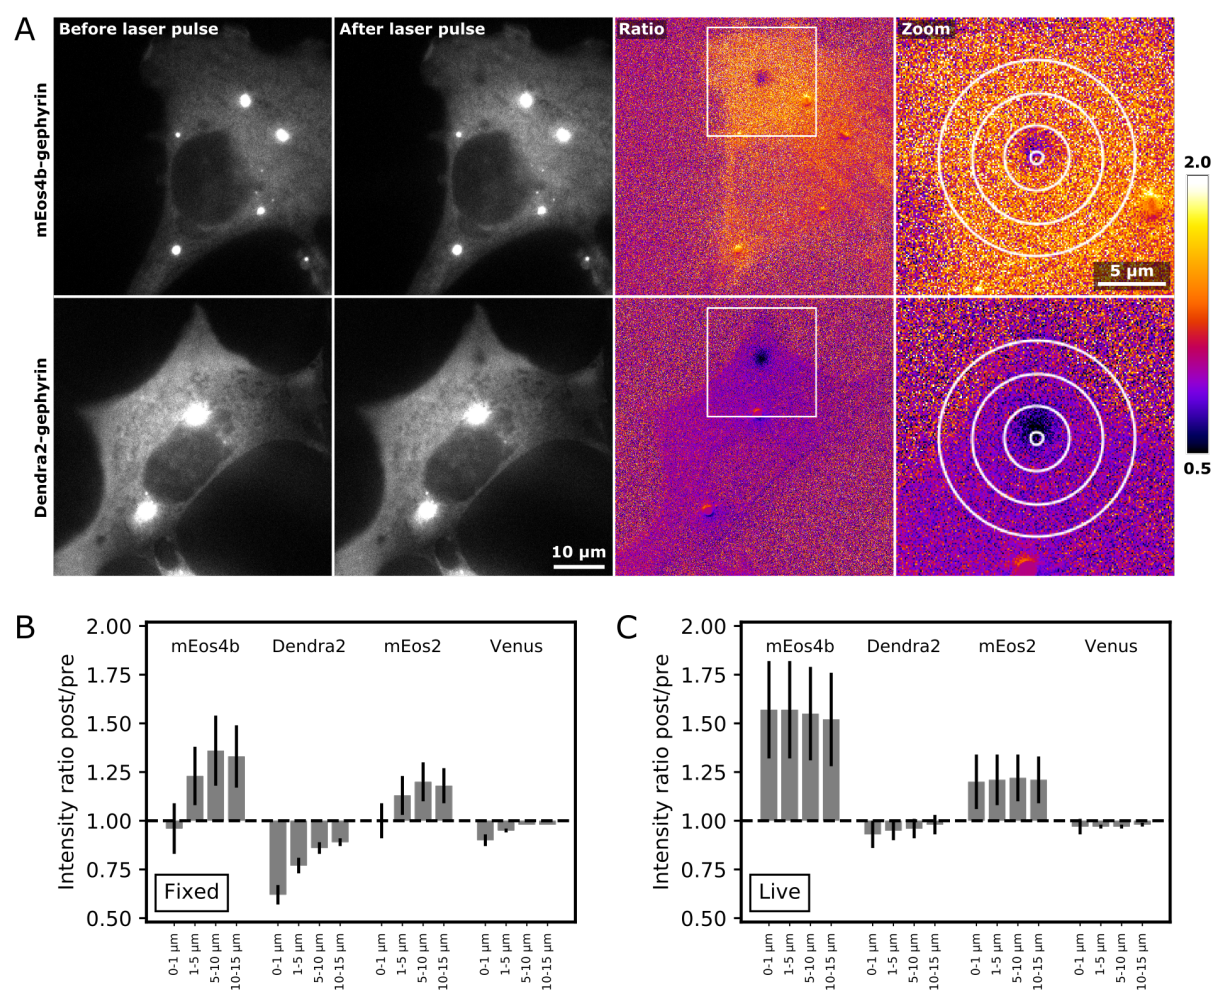 A
Before laser pulse
After laser pulse
Ratio
Zoom
mEos4b-gephyrin
5 µm
2.0
0.5
Dendra2-gephyrin
10 µm
B
Intensity ratio post/pre
2.00
1.75
1.50
1.25
1.00
0.75
0.50
mEos4b Dendra2 mEos2 Venus
Fixed
0-1 µm 1-5 µm 5-10 µm 10-15 µm 0-1 µm 1-5 µm 5-10 µm 10-15 µm 0-1 µm 1-5 µm 5-10 µm 10-15 µm 0-1 µm 1-5 µm 5-10 µm 10-15 µm
C
Intensity ratio post/pre
2.00
1.75
1.50
1.25
1.00
0.75
0.50
mEos4b Dendra2 mEos2 Venus
Live
0-1 µm 1-5 µm 5-10 µm 10-15 µm 0-1 µm 1-5 µm 5-10 µm 10-15 µm 0-1 µm 1-5 µm 5-10 µm 10-15 µm 0-1 µm 1-5 µm 5-10 µm 10-15 µm